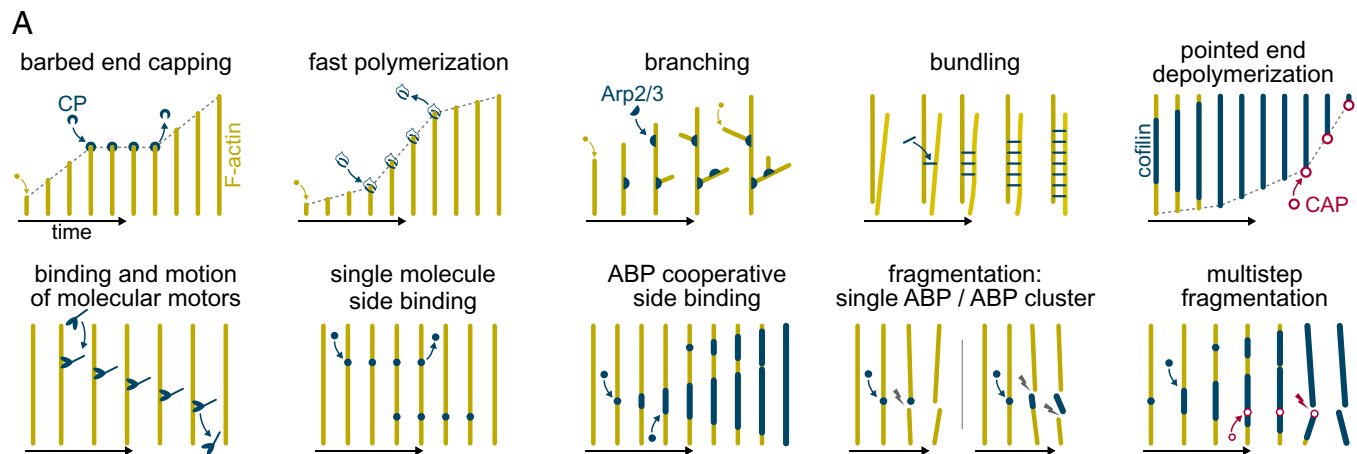 A
barbed end capping
CP
F-actin
time
fast polymerization
branching
Arp2/3
bundling
pointed end
depolymerization
cofilin
CAP
binding and motion
of molecular motors
single molecule
side binding
ABP cooperative
side binding
fragmentation:
single ABP / ABP cluster
multistep
fragmentation